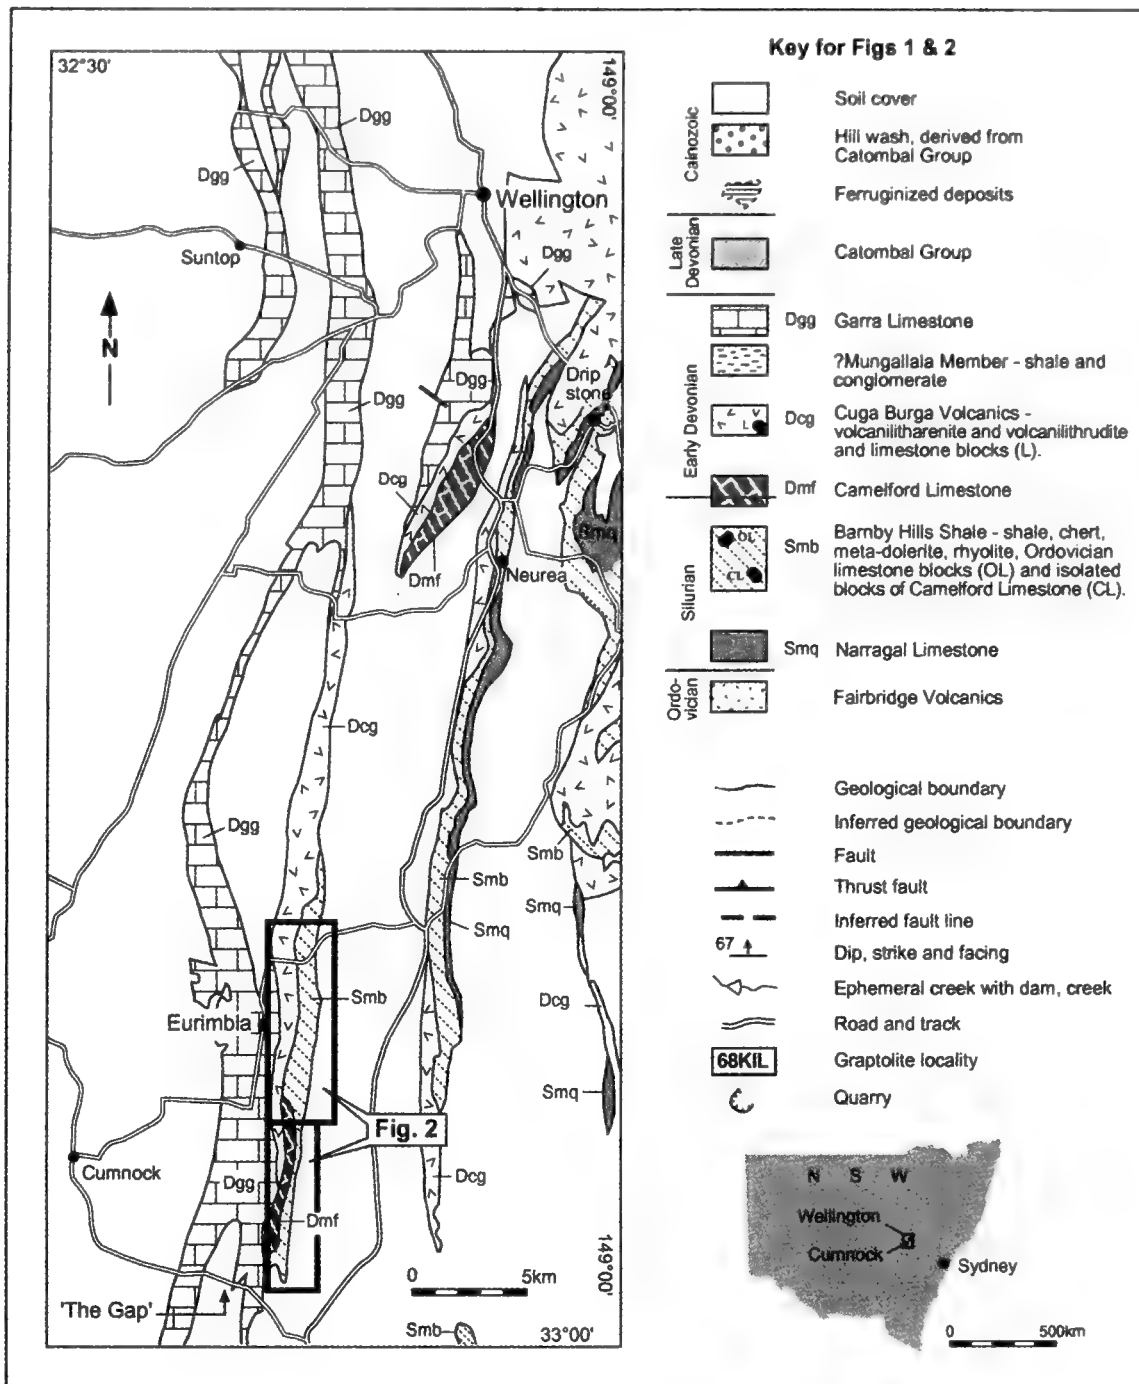 32°30'
149°00'
Dgg
Dgg
Wellington
Suntop
Dgg
N
Dgg
Drip
stone
Dgg
Dcg
Smq
Dmf
Neurea
Dcg
Dgg
Smb
Smb
Smq
Smq
Smb
Dcg
Eurimbla
Smq
Fig. 2
Cumnock
Dgg
Dcg
Dmf
149°00'
0 5km
'The Gap'
Smb
33°00'
Key for Figs 1 & 2
Cainozoic
Soil cover
Hill wash, derived from
Catombal Group
Ferruginized deposits
Late
Devonian
Catombal Group
Early Devonian
Dgg Garra Limestone
?Mungallala Member - shale and
conglomerate
L
Dcg Cuga Burga Volcanics -
volcanilitharenite and volcanilithrudite
and limestone blocks (L).
Dmf Camelford Limestone
Silurian
OL
CL
Smb Barnby Hills Shale - shale, chert,
meta-dolerite, rhyolite, Ordovician
limestone blocks (OL) and isolated
blocks of Camelford Limestone (CL).
Smq Narragal Limestone
Ordo-
vician
Fairbridge Volcanics
Geological boundary
Inferred geological boundary
Fault
Thrust fault
Inferred fault line
67 Dip, strike and facing
Ephemeral creek with dam, creek
Road and track
68KIL Graptolite locality
Quarry
N S W
Wellington
Cumnock
Sydney
0 500km